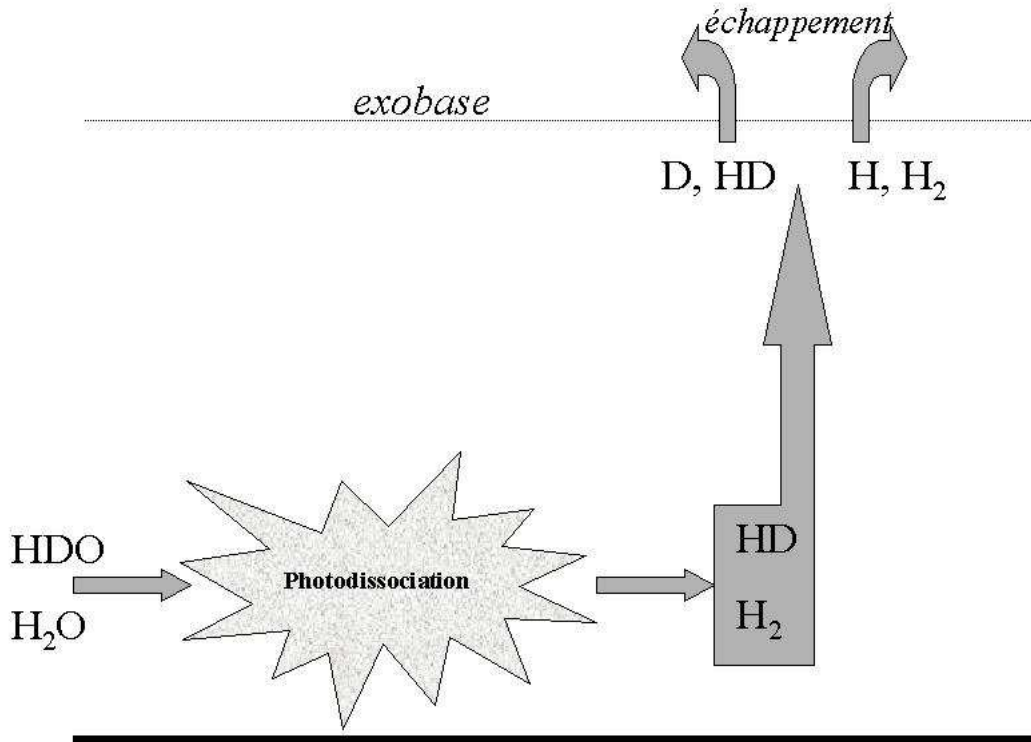 échappement
exobase
D, HD
H, H₂
HDO
H₂O
Photodissociation
HD
H₂